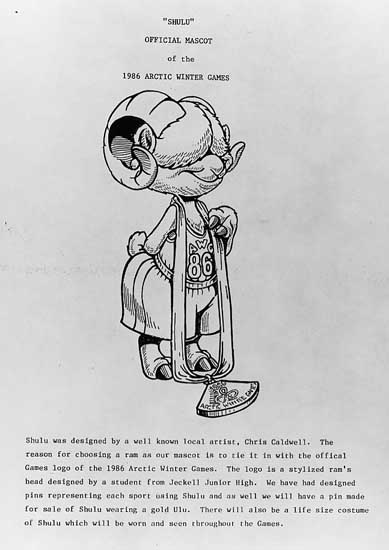 "SHULU"
OFFICIAL MASCOT
of the
1986 ARCTIC WINTER GAMES
AWG
86
ARCTIC WINTER GAMES
Shulu was designed by a well known local artist, Chris Caldwell. The
reason for choosing a ram as our mascot is to tie it in with the offical
Games logo of the 1986 Arctic Winter Games. The logo is a stylized ram's
head designed by a student from Jeckell Junior High. We have had designed
pins representing each sport using Shulu and as well we will have a pin made
for sale of Shulu wearing a gold Ulu. There will also be a life size costume
of Shulu which will be worn and seen throughout the Games.